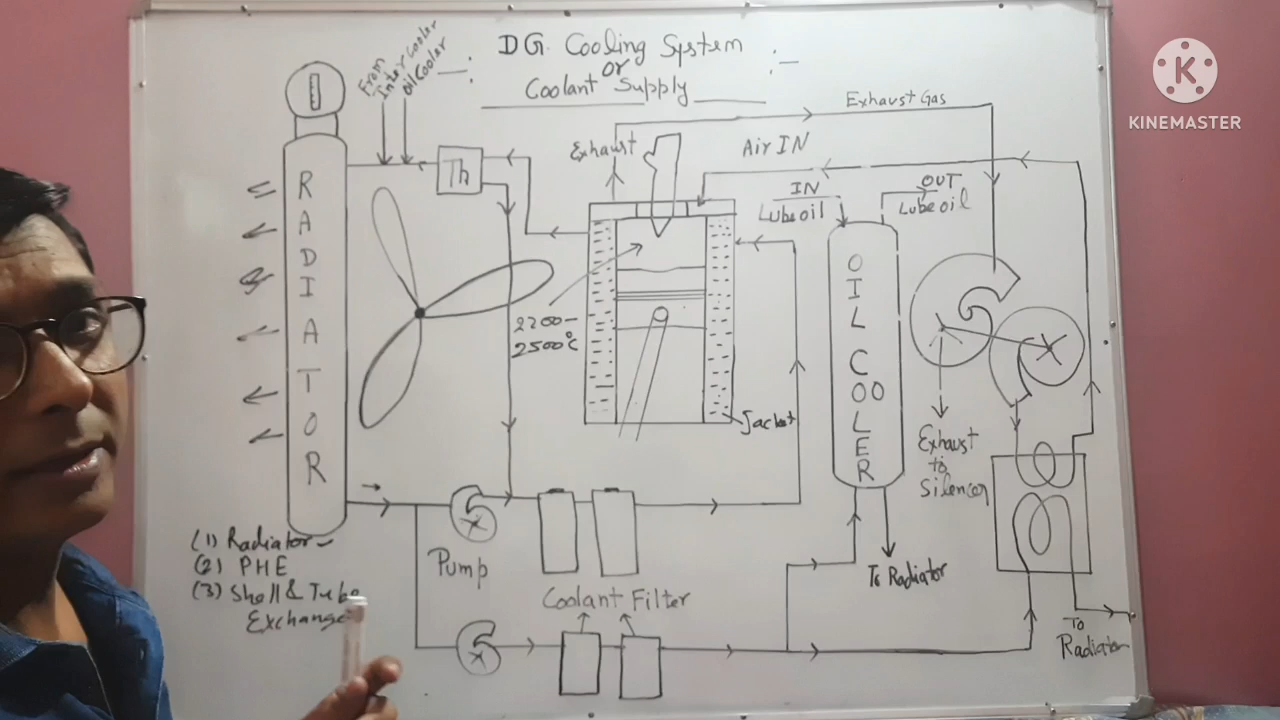 DG. Cooling System
or
Coolant Supply
From
Inter cooler
oil Cooler
Exhaust Gas
KINEMASTER
Exhaust
Air IN
Th
IN
Lube oil
OUT
Lube oil
RADIATOR
OIL COOLER
2200-
2500°C
Jacket
Exhaust
to
Silencer
(1) Radiator
(2) PHE
(3) Shell & Tube
Exchange
Pump
Coolant Filter
To Radiator
To
Radiator